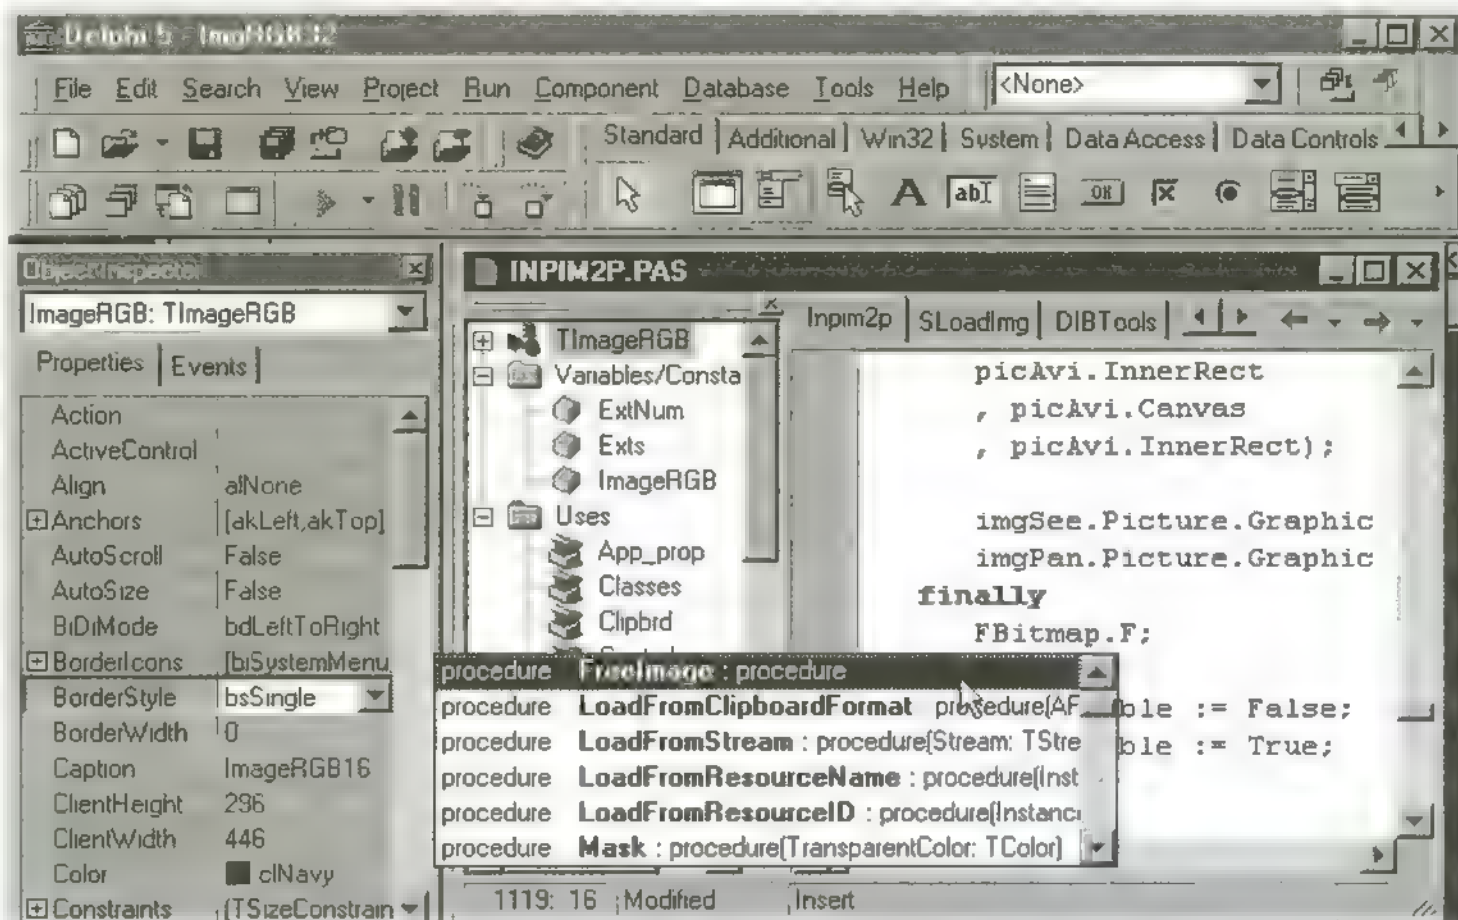 Delphi 5 - ImgRGB32
File Edit Search View Project Run Component Database Tools Help <None>
Standard Additional Win32 System Data Access Data Controls
A abI OK
Object Inspector
ImageRGB: TImageRGB
Properties Events
Action
ActiveControl
Align alNone
Anchors [akLeft,akTop]
AutoScroll False
AutoSize False
BiDiMode bdLeftToRight
BorderIcons [biSystemMenu,
BorderStyle bsSingle
BorderWidth 0
Caption ImageRGB16
ClientHeight 296
ClientWidth 446
Color clNavy
Constraints (TSizeConstrain
INPIM2P.PAS
TImageRGB
Variables/Consta
ExtNum
Exts
ImageRGB
Uses
App_prop
Classes
Clipbrd
Inpim2p SLoadImg DIBTools
picAvi.InnerRect
, picAvi.Canvas
, picAvi.InnerRect);
imgSee.Picture.Graphic
imgPan.Picture.Graphic
finally
FBitmap.F;
ble := False;
ble := True;
procedure FreeImage : procedure
procedure LoadFromClipboardFormat procedure(AF
procedure LoadFromStream : procedure(Stream: TStre
procedure LoadFromResourceName : procedure(Inst
procedure LoadFromResourceID : procedure(Instanc
procedure Mask : procedure(TransparentColor: TColor)
1119: 16 Modified Insert